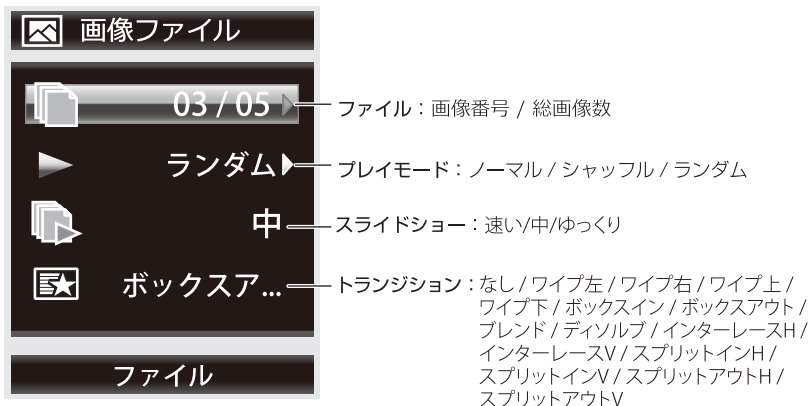 画像ファイル
03 / 05
ファイル：画像番号 / 総画像数
ランダム
プレイモード：ノーマル / シャッフル / ランダム
中
スライドショー：速い/中/ゆっくり
ボックスア...
トランジション：なし / ワイプ左 / ワイプ右 / ワイプ上 /
ワイプ下 / ボックスイン / ボックスアウト /
ブレンド / ディソルブ / インターレースH /
インターレースV / スプリットインH /
スプリットインV / スプリットアウトH /
スプリットアウトV
ファイル